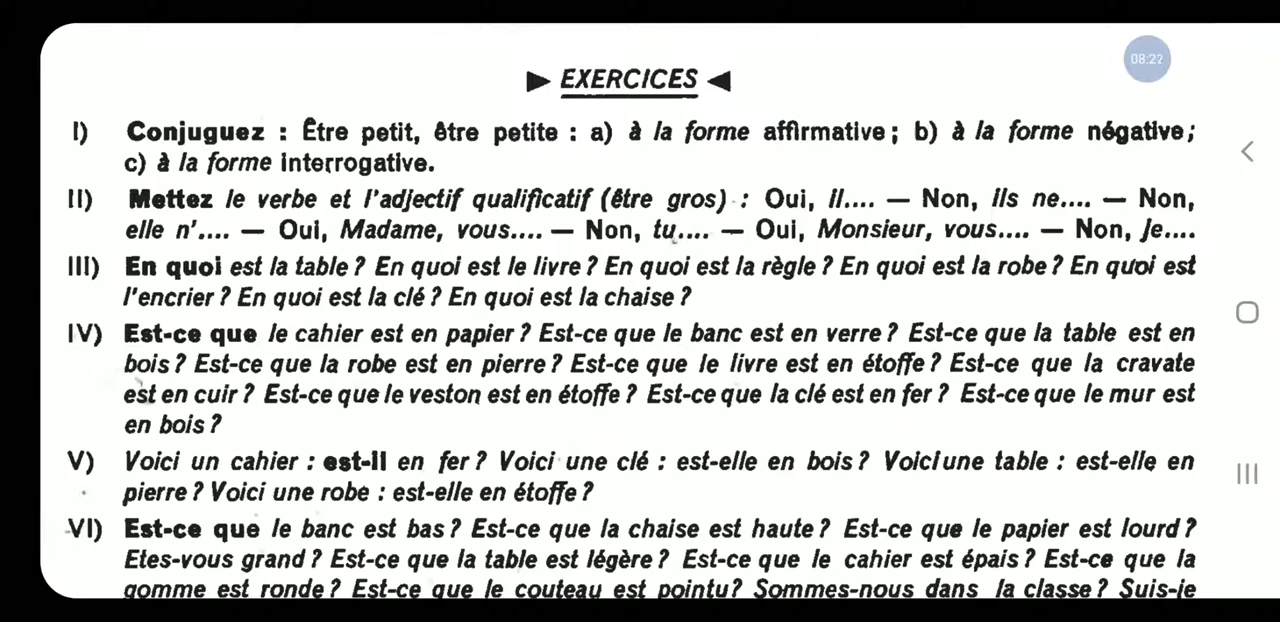 08:22
► EXERCICES ◄
I) Conjuguez : Être petit, être petite : a) à la forme affirmative; b) à la forme négative;
c) à la forme interrogative.
II) Mettez le verbe et l'adjectif qualificatif (être gros) : Oui, il.... — Non, ils ne.... — Non,
elle n'.... — Oui, Madame, vous.... — Non, tu.... — Oui, Monsieur, vous.... — Non, je....
III) En quoi est la table ? En quoi est le livre ? En quoi est la règle ? En quoi est la robe ? En quoi est
l'encrier ? En quoi est la clé ? En quoi est la chaise ?
IV) Est-ce que le cahier est en papier ? Est-ce que le banc est en verre ? Est-ce que la table est en
bois ? Est-ce que la robe est en pierre ? Est-ce que le livre est en étoffe ? Est-ce que la cravate
est en cuir ? Est-ce que le veston est en étoffe ? Est-ce que la clé est en fer ? Est-ce que le mur est
en bois ?
V) Voici un cahier : est-il en fer ? Voici une clé : est-elle en bois ? Voici une table : est-elle en
pierre ? Voici une robe : est-elle en étoffe ?
VI) Est-ce que le banc est bas ? Est-ce que la chaise est haute ? Est-ce que le papier est lourd ?
Etes-vous grand ? Est-ce que la table est légère ? Est-ce que le cahier est épais ? Est-ce que la
gomme est ronde ? Est-ce que le couteau est pointu ? Sommes-nous dans la classe ? Suis-je